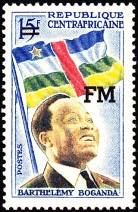 REPUBLIQUE
CENTRAFRICAINE
15F
FM
POSTES
BARTHELEMY BOGANDA